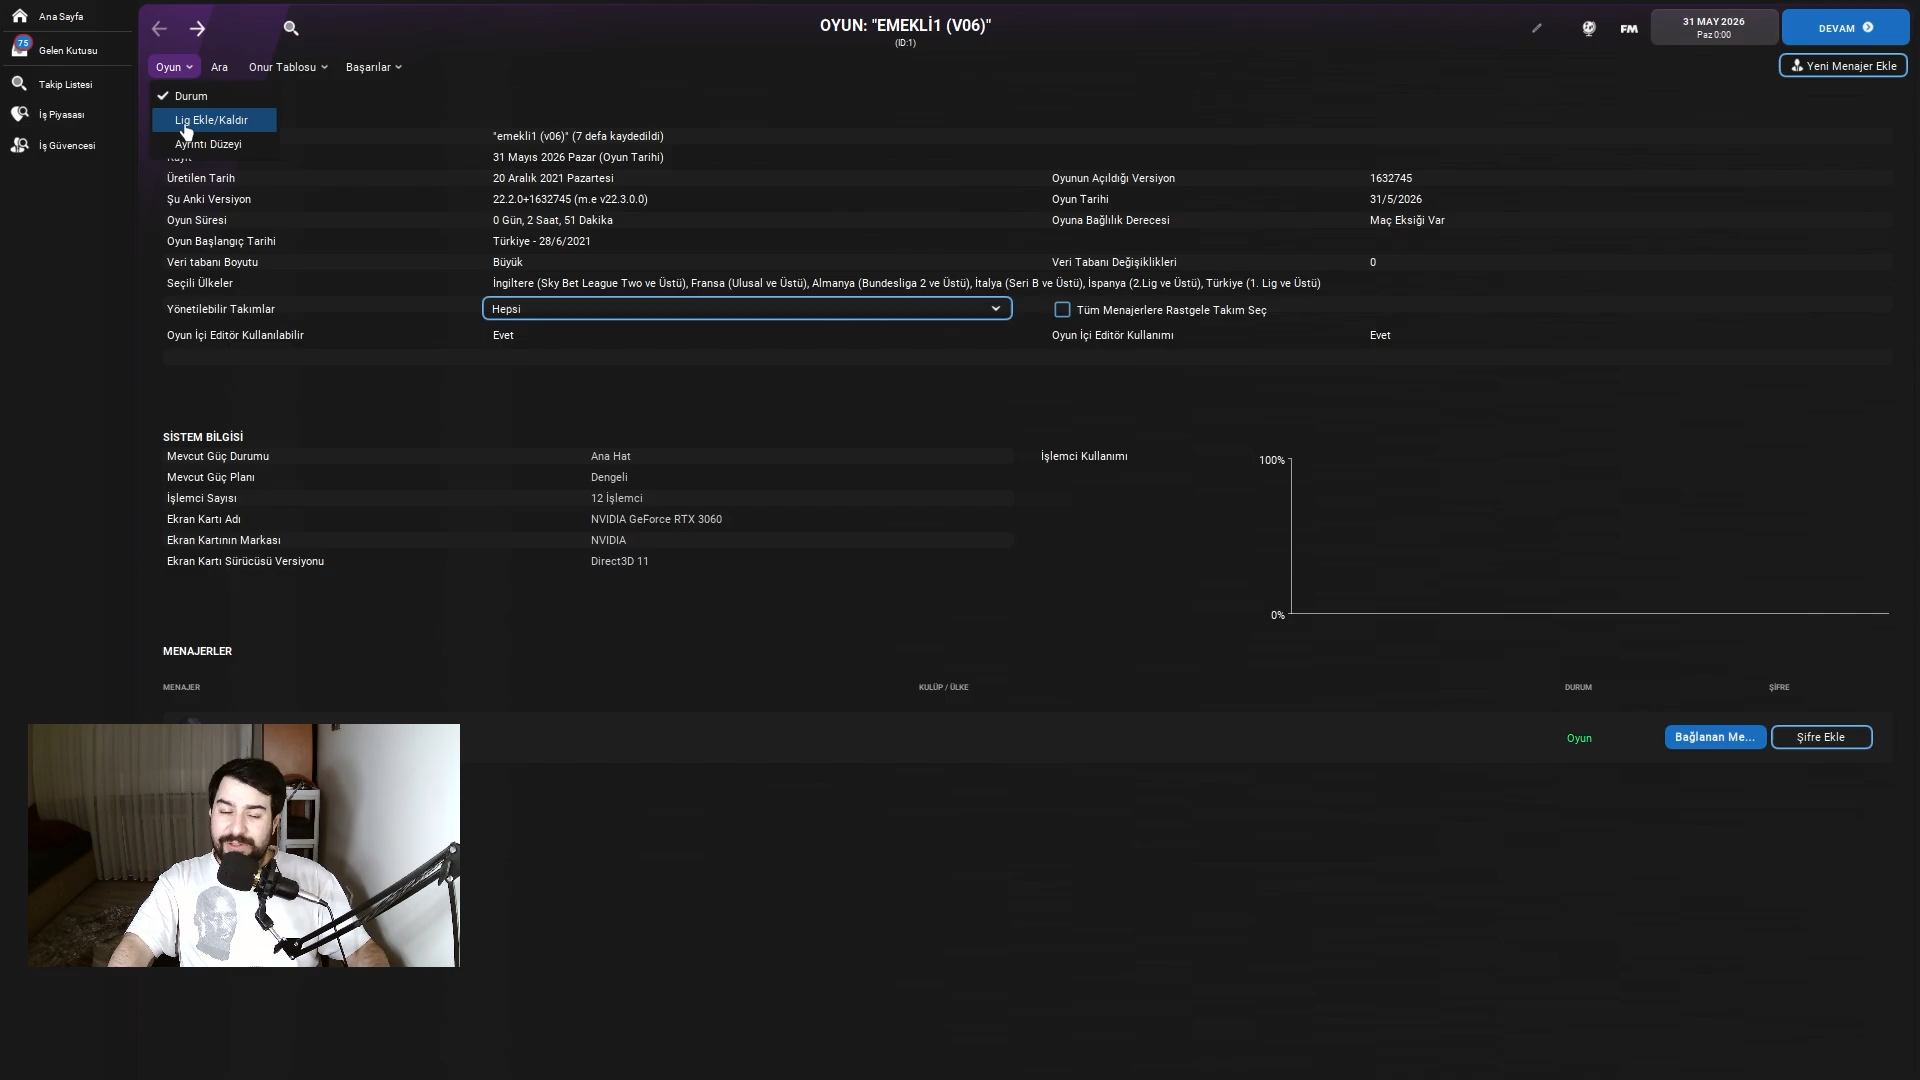 Ana Sayfa
75
Gelen Kutusu
Takip Listesi
İş Piyasası
İş Güvencesi
OYUN: "EMEKLİ1 (V06)"
(ID:1)
FM
31 MAY 2026
Paz 0:00
DEVAM
Oyun
Ara
Onur Tablosu
Başarılar
Yeni Menajer Ekle
Durum
Lig Ekle/Kaldır
Ayrıntı Düzeyi
"emekli1 (v06)" (7 defa kaydedildi)
Kayıt 31 Mayıs 2026 Pazar (Oyun Tarihi)
Üretilen Tarih 20 Aralık 2021 Pazartesi Oyunun Açıldığı Versiyon 1632745
Şu Anki Versiyon 22.2.0+1632745 (m.e v22.3.0.0) Oyun Tarihi 31/5/2026
Oyun Süresi 0 Gün, 2 Saat, 51 Dakika Oyuna Bağlılık Derecesi Maç Eksiği Var
Oyun Başlangıç Tarihi Türkiye - 28/6/2021
Veri tabanı Boyutu Büyük Veri Tabanı Değişiklikleri 0
Seçili Ülkeler İngiltere (Sky Bet League Two ve Üstü), Fransa (Ulusal ve Üstü), Almanya (Bundesliga 2 ve Üstü), İtalya (Seri B ve Üstü), İspanya (2.Lig ve Üstü), Türkiye (1. Lig ve Üstü)
Yönetilebilir Takımlar Hepsi Tüm Menajerlere Rastgele Takım Seç
Oyun İçi Editör Kullanılabilir Evet Oyun İçi Editör Kullanımı Evet
SİSTEM BİLGİSİ
Mevcut Güç Durumu Ana Hat İşlemci Kullanımı 100%
Mevcut Güç Planı Dengeli
İşlemci Sayısı 12 İşlemci
Ekran Kartı Adı NVIDIA GeForce RTX 3060
Ekran Kartının Markası NVIDIA
Ekran Kartı Sürücüsü Versiyonu Direct3D 11
0%
MENAJERLER
MENAJER KULÜP / ÜLKE DURUM ŞİFRE
Oyun Bağlanan Me... Şifre Ekle